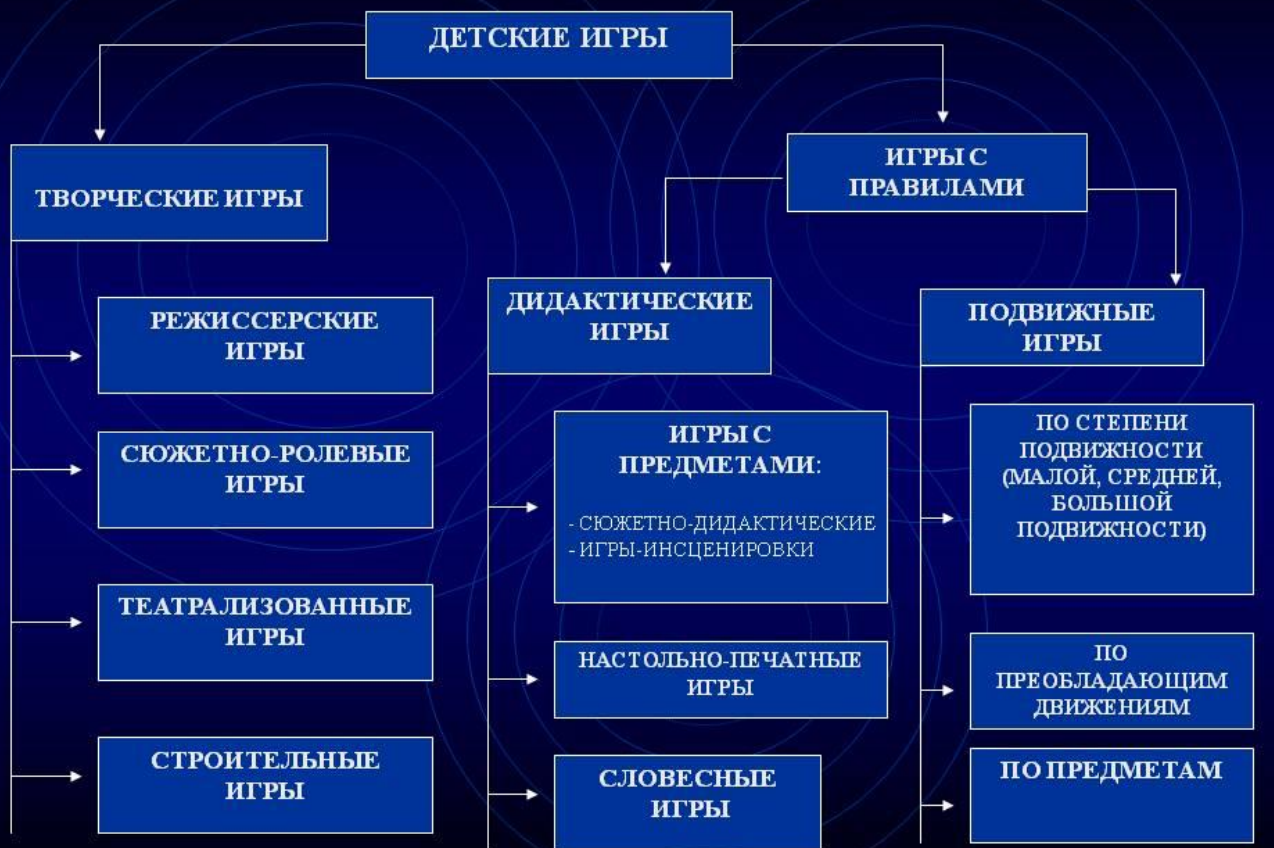 ДЕТСКИЕ ИГРЫ
ТВОРЧЕСКИЕ ИГРЫ
РЕЖИССЕРСКИЕ
ИГРЫ
СЮЖЕТНО-РОЛЕВЫЕ
ИГРЫ
ТЕАТРАЛИЗОВАННЫЕ
ИГРЫ
СТРОИТЕЛЬНЫЕ
ИГРЫ
ИГРЫ С
ПРАВИЛАМИ
ДИДАКТИЧЕСКИЕ
ИГРЫ
ИГРЫ С
ПРЕДМЕТАМИ:
- СЮЖЕТНО-ДИДАКТИЧЕСКИЕ
- ИГРЫ-ИНСЦЕНИРОВКИ
НАСТОЛЬНО-ПЕЧАТНЫЕ
ИГРЫ
СЛОВЕСНЫЕ
ИГРЫ
ПОДВИЖНЫЕ
ИГРЫ
ПО СТЕПЕНИ
ПОДВИЖНОСТИ
(МАЛОЙ, СРЕДНЕЙ,
БОЛЬШОЙ
ПОДВИЖНОСТИ)
ПО
ПРЕОБЛАДАЮЩИМ
ДВИЖЕНИЯМ
ПО ПРЕДМЕТАМ